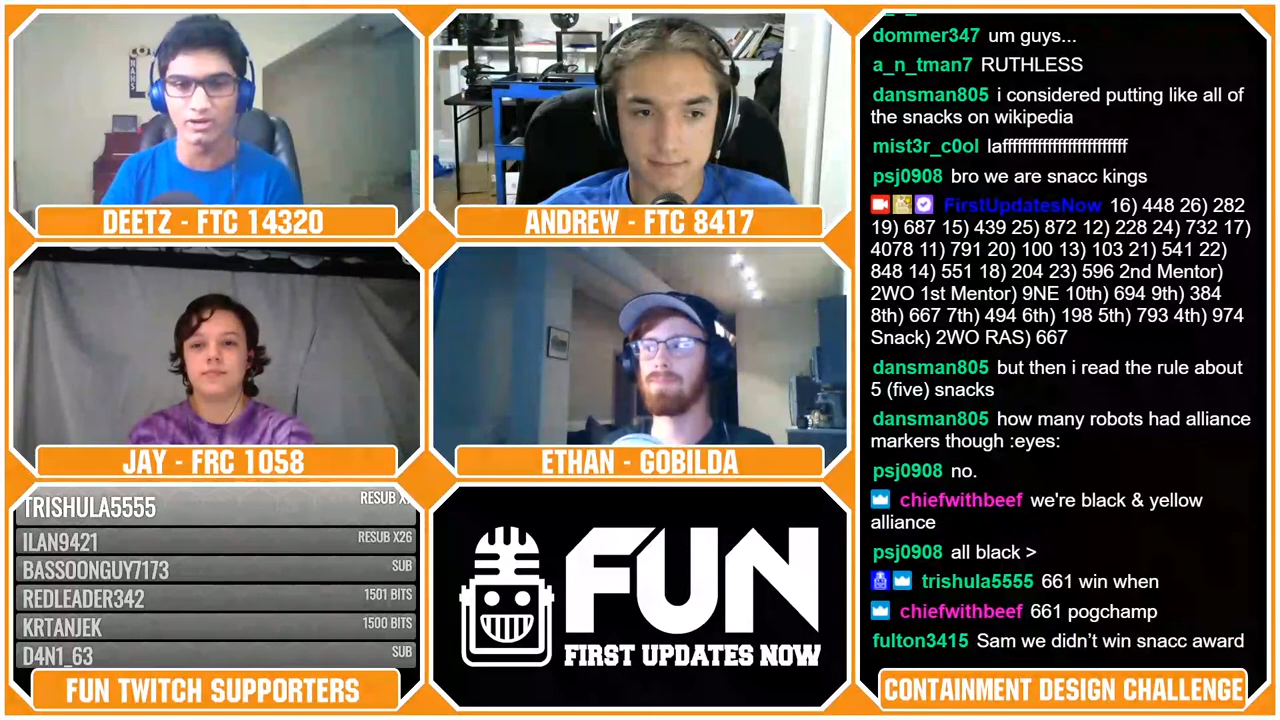 DEETZ - FTC 14320
ANDREW - FTC 8417
JAY - FRC 1058
ETHAN - GOBILDA
TRISHULA5555
ILAN9421 RESUB X26
BASSOONGUY7173 SUB
REDLEADER342 1501 BITS
KRTANJEK 1500 BITS
D4N1_63 SUB
FUN TWITCH SUPPORTERS
FUN
FIRST UPDATES NOW
dommer347 um guys...
a_n_tman7 RUTHLESS
dansman805 i considered putting like all of
the snacks on wikipedia
mist3r_c0ol
psj0908 bro we are snacc kings
FirstUpdatesNow 16) 448 26) 282
19) 687 15) 439 25) 872 12) 228 24) 732 17)
4078 11) 791 20) 100 13) 103 21) 541 22)
848 14) 551 18) 204 23) 596 2nd Mentor)
2WO 1st Mentor) 9NE 10th) 694 9th) 384
8th) 667 7th) 494 6th) 198 5th) 793 4th) 974
Snack) 2WO RAS) 667
dansman805 but then i read the rule about
5 (five) snacks
dansman805 how many robots had alliance
markers though :eyes:
psj0908 no.
chiefwithbeef we're black & yellow
alliance
psj0908 all black >
trishula5555 661 win when
chiefwithbeef 661 pogchamp
fulton3415 Sam we didn't win snacc award
CONTAINMENT DESIGN CHALLENGE